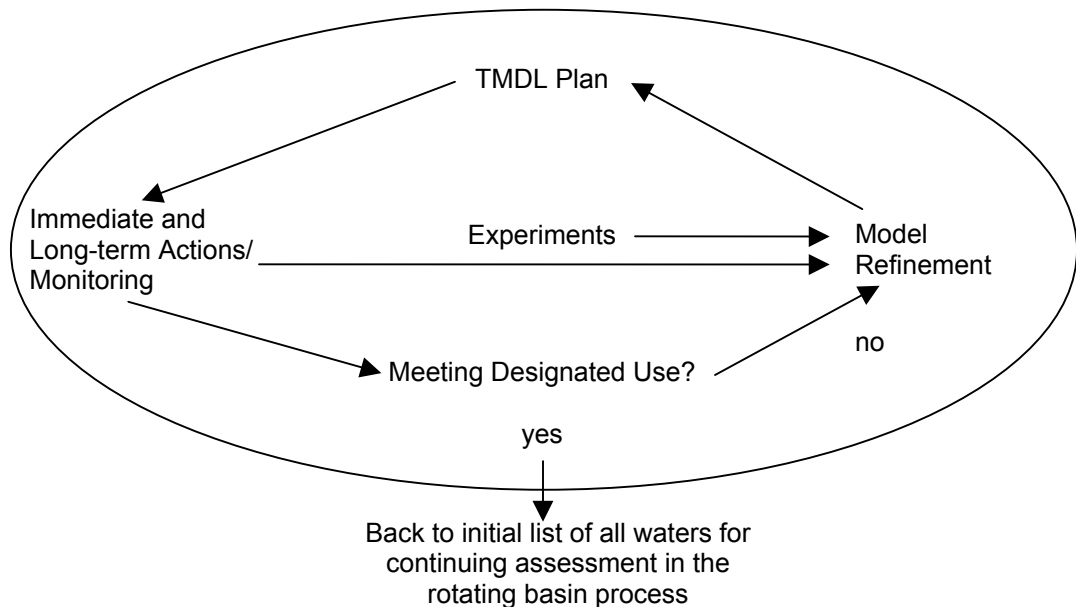 TMDL Plan
Immediate and
Long-term Actions/
Monitoring
Experiments
Model
Refinement
no
Meeting Designated Use?
yes
Back to initial list of all waters for
continuing assessment in the
rotating basin process